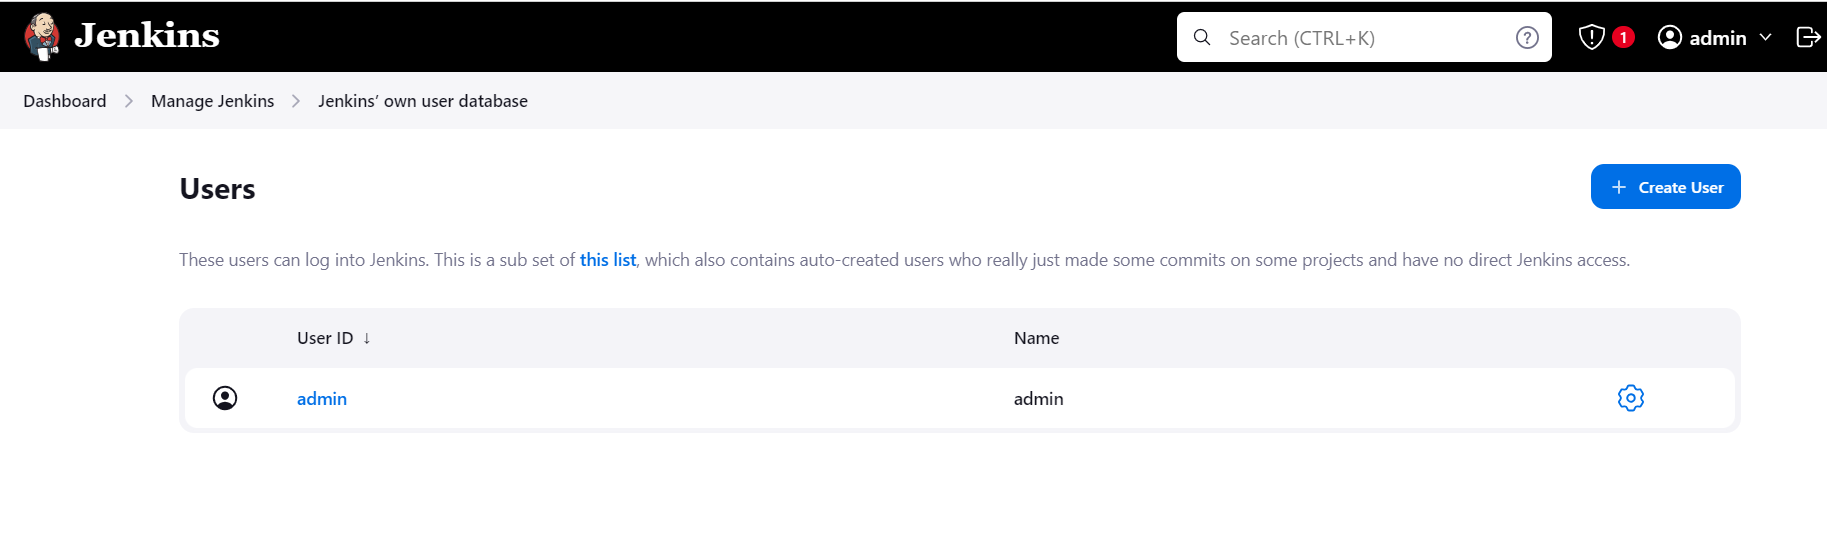 Jenkins
Search (CTRL+K)
?
1
admin
Dashboard
Manage Jenkins
Jenkins’ own user database
Users
+ Create User
These users can log into Jenkins. This is a sub set of this list, which also contains auto-created users who really just made some commits on some projects and have no direct Jenkins access.
User ID ↓ Name
admin admin